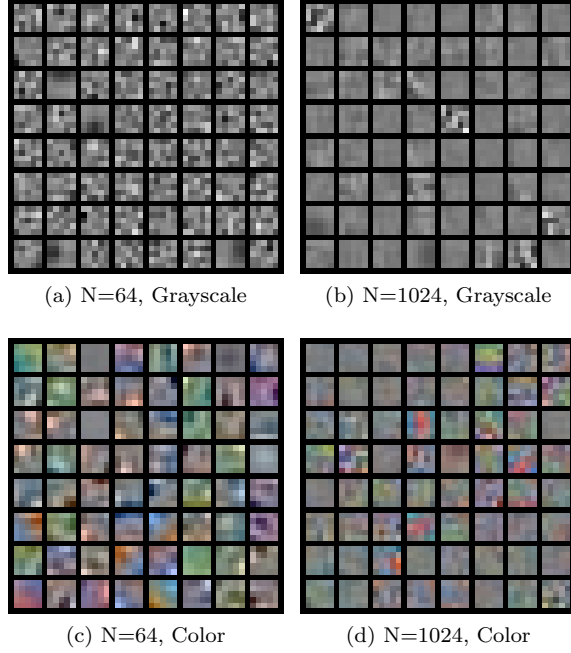 (a) N=64, Grayscale
(b) N=1024, Grayscale
(c) N=64, Color
(d) N=1024, Color